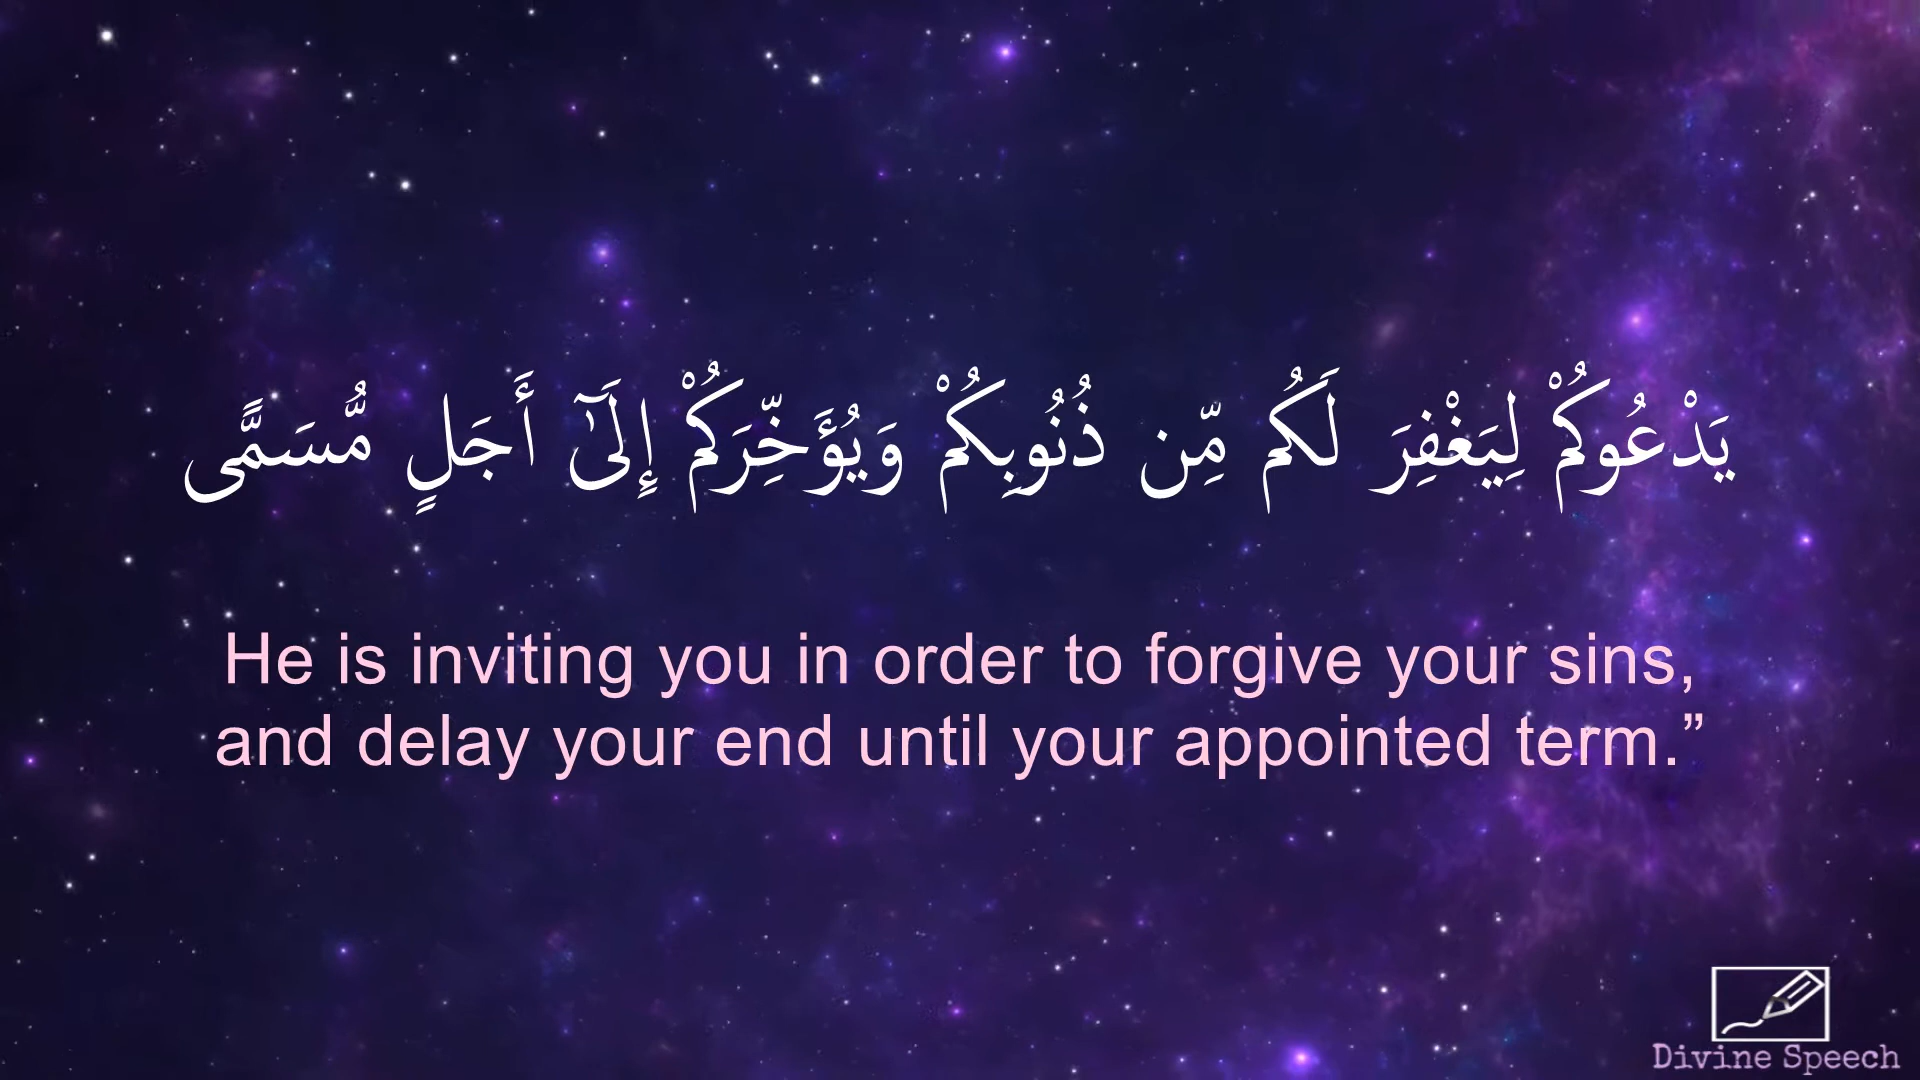 يَدْعُوكُمْ لِيَغْفِرَ لَكُم مِّن ذُنُوبِكُمْ وَيُؤَخِّرَكُمْ إِلَىٰٓ أَجَلٍ مُّسَمًّى
He is inviting you in order to forgive your sins,
and delay your end until your appointed term.”
Divine Speech